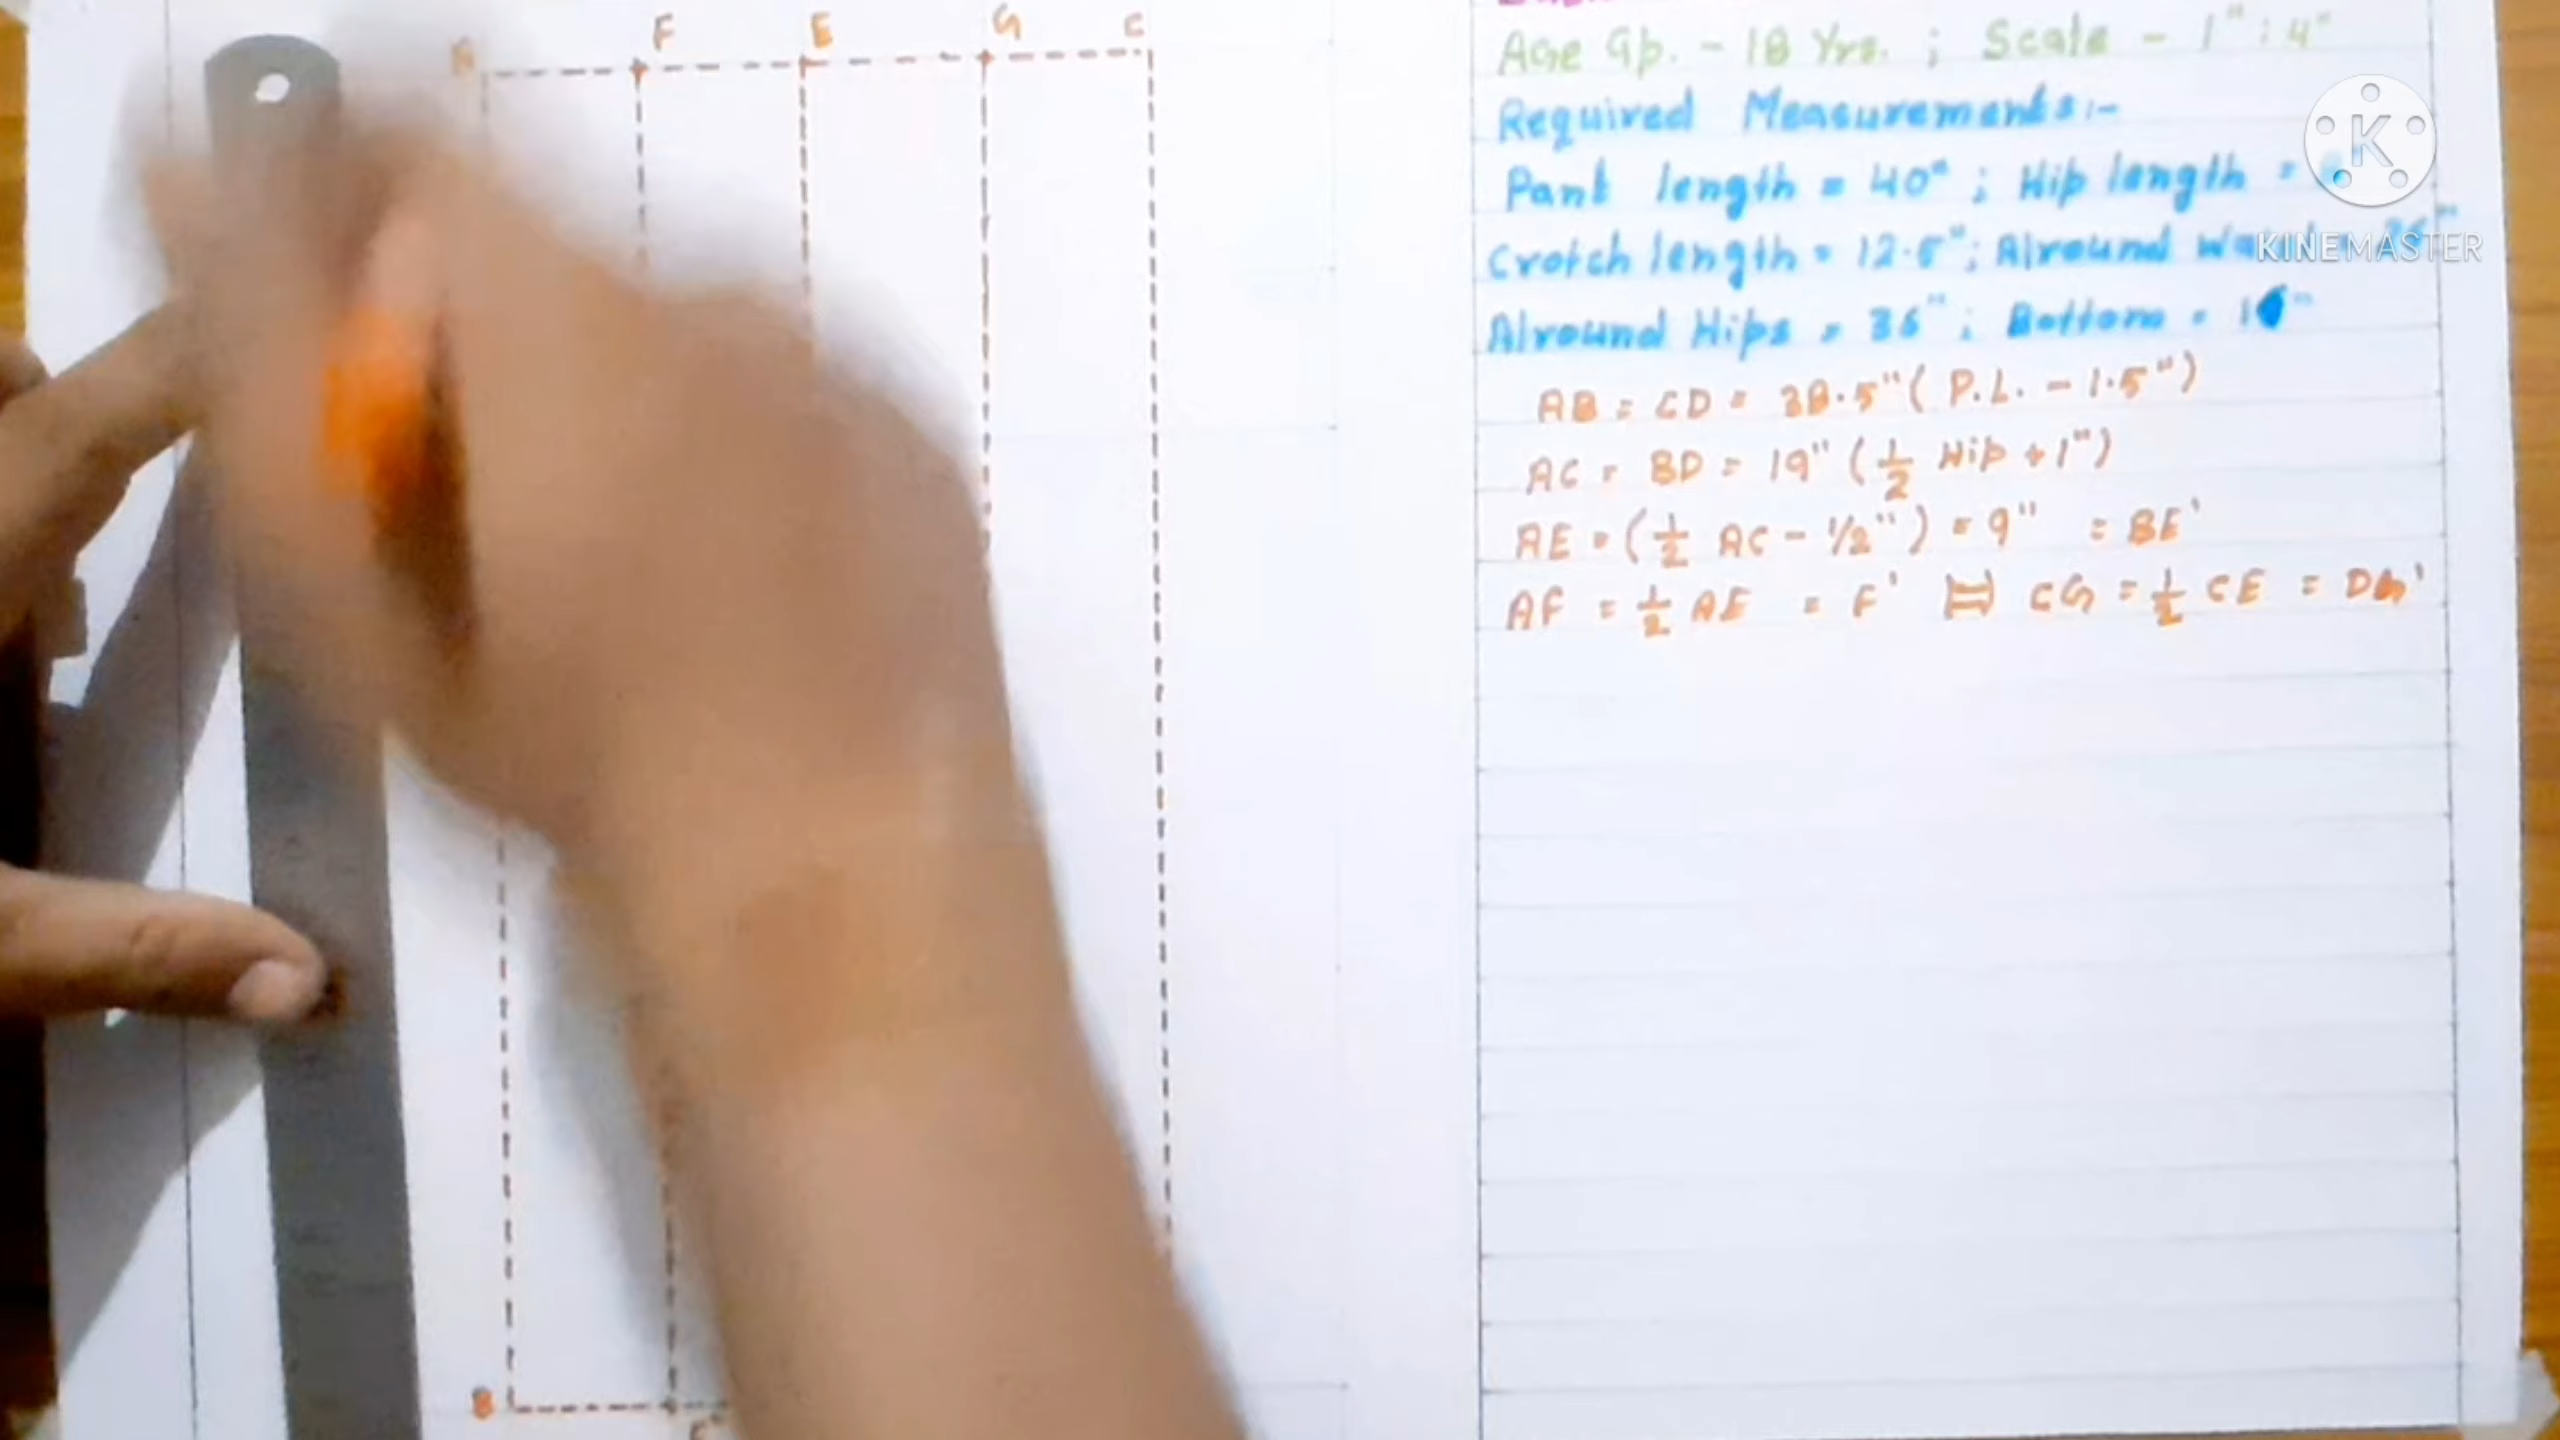 A F E G C
Age Gp. - 18 Yrs. ; Scale - 1" : 4"
Required Measurements:-
Pant length = 40" ; Hip length =
Crotch length = 12.5" ; Alround
Alround Hips = 36" ; Bottom =
AB = CD = 38.5" ( P.L. - 1.5")
AC = BD = 19" ( 1/2 Hip + 1")
AE = ( 1/2 AC - 1/2" ) = 9" = BE'
AF = 1/2 AE = F' CG = 1/2 CE = DG'
B
K
KINEMASTER